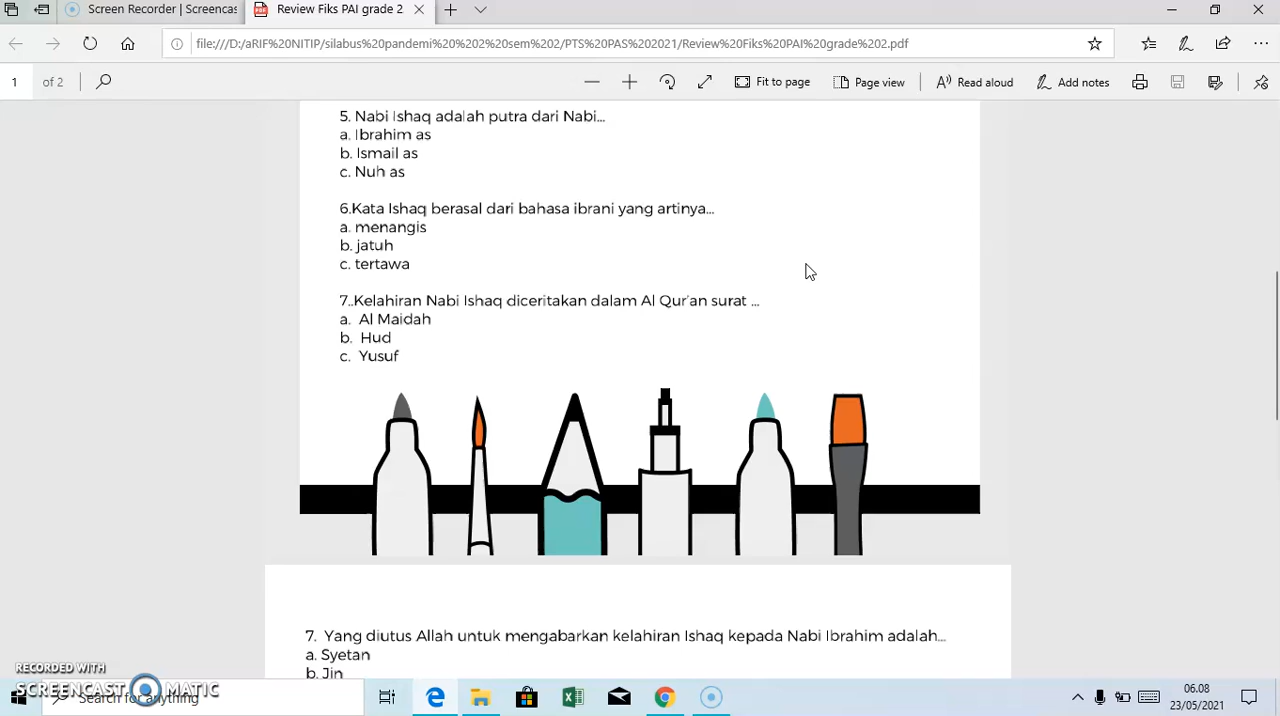 Screen Recorder | Screencas
Review Fiks PAI grade 2
file:///D:/aRIF%20NITIP/silabus%20pandemi%20%202%20sem%202/PTS%20PAS%202021/Review%20Fiks%20PAI%20grade%202.pdf
1 of 2
Fit to page
Page view
Read aloud
Add notes
5. Nabi Ishaq adalah putra dari Nabi...
a. Ibrahim as
b. Ismail as
c. Nuh as
6.Kata Ishaq berasal dari bahasa ibrani yang artinya...
a. menangis
b. jatuh
c. tertawa
7..Kelahiran Nabi Ishaq diceritakan dalam Al Qur'an surat ...
a. Al Maidah
b. Hud
c. Yusuf
7. Yang diutus Allah untuk mengabarkan kelahiran Ishaq kepada Nabi Ibrahim adalah...
a. Syetan
b. Jin
RECORDED WITH
SCREENCAST MATIC
Search for anything
06.08
23/05/2021